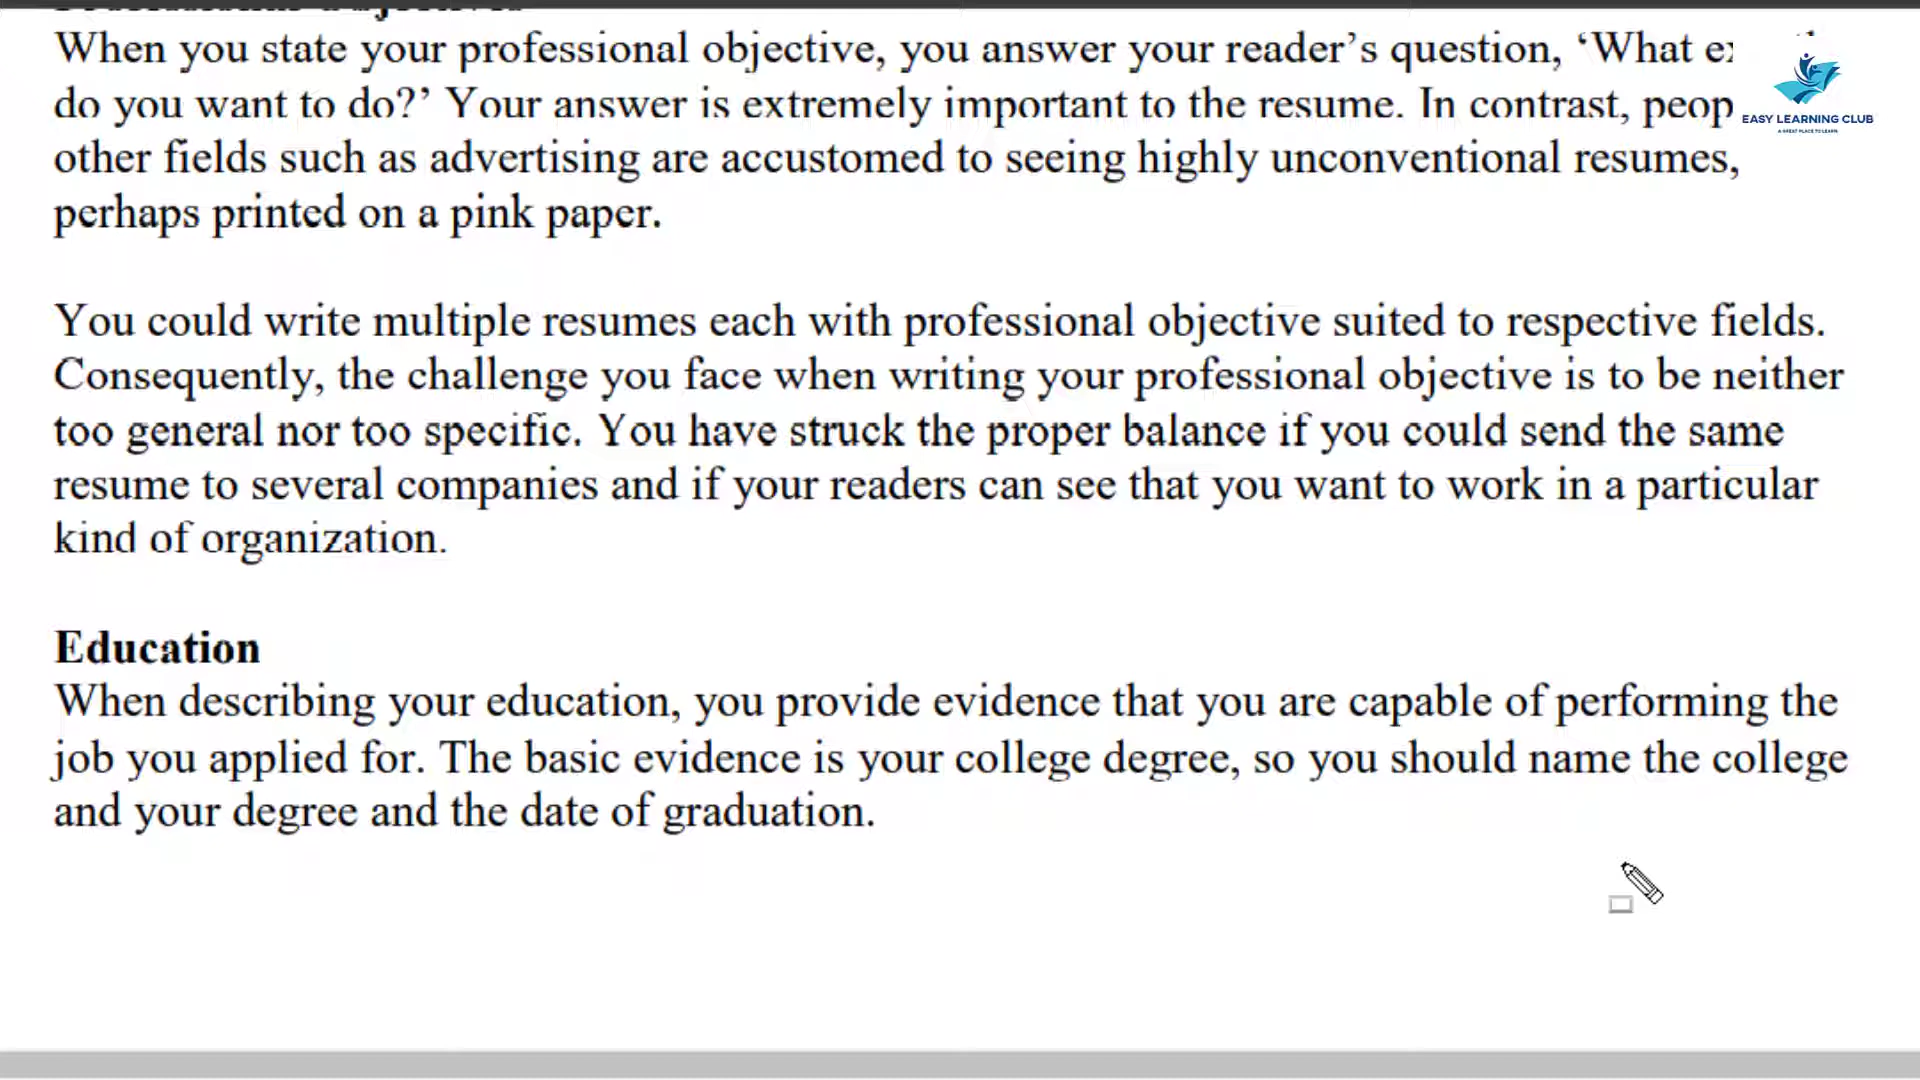 When you state your professional objective, you answer your reader's question, ‘What
do you want to do?’ Your answer is extremely important to the resume. In contrast,
other fields such as advertising are accustomed to seeing highly unconventional resumes,
perhaps printed on a pink paper.
You could write multiple resumes each with professional objective suited to respective fields.
Consequently, the challenge you face when writing your professional objective is to be neither
too general nor too specific. You have struck the proper balance if you could send the same
resume to several companies and if your readers can see that you want to work in a particular
kind of organization.
Education
When describing your education, you provide evidence that you are capable of performing the
job you applied for. The basic evidence is your college degree, so you should name the college
and your degree and the date of graduation.
EASY LEARNING CLUB
A GREAT PLACE TO LEARN